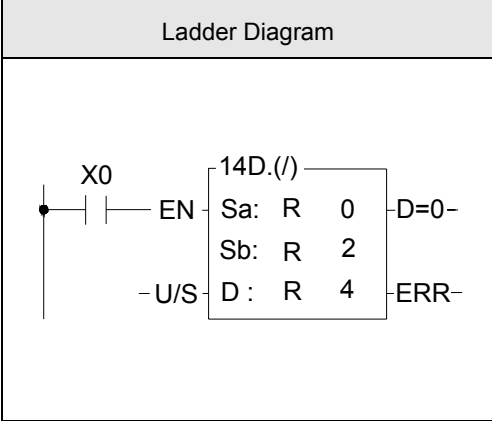 Ladder Diagram
14D.(/)
X0
EN Sa: R 0 D=0
Sb: R 2
U/S D : R 4 ERR